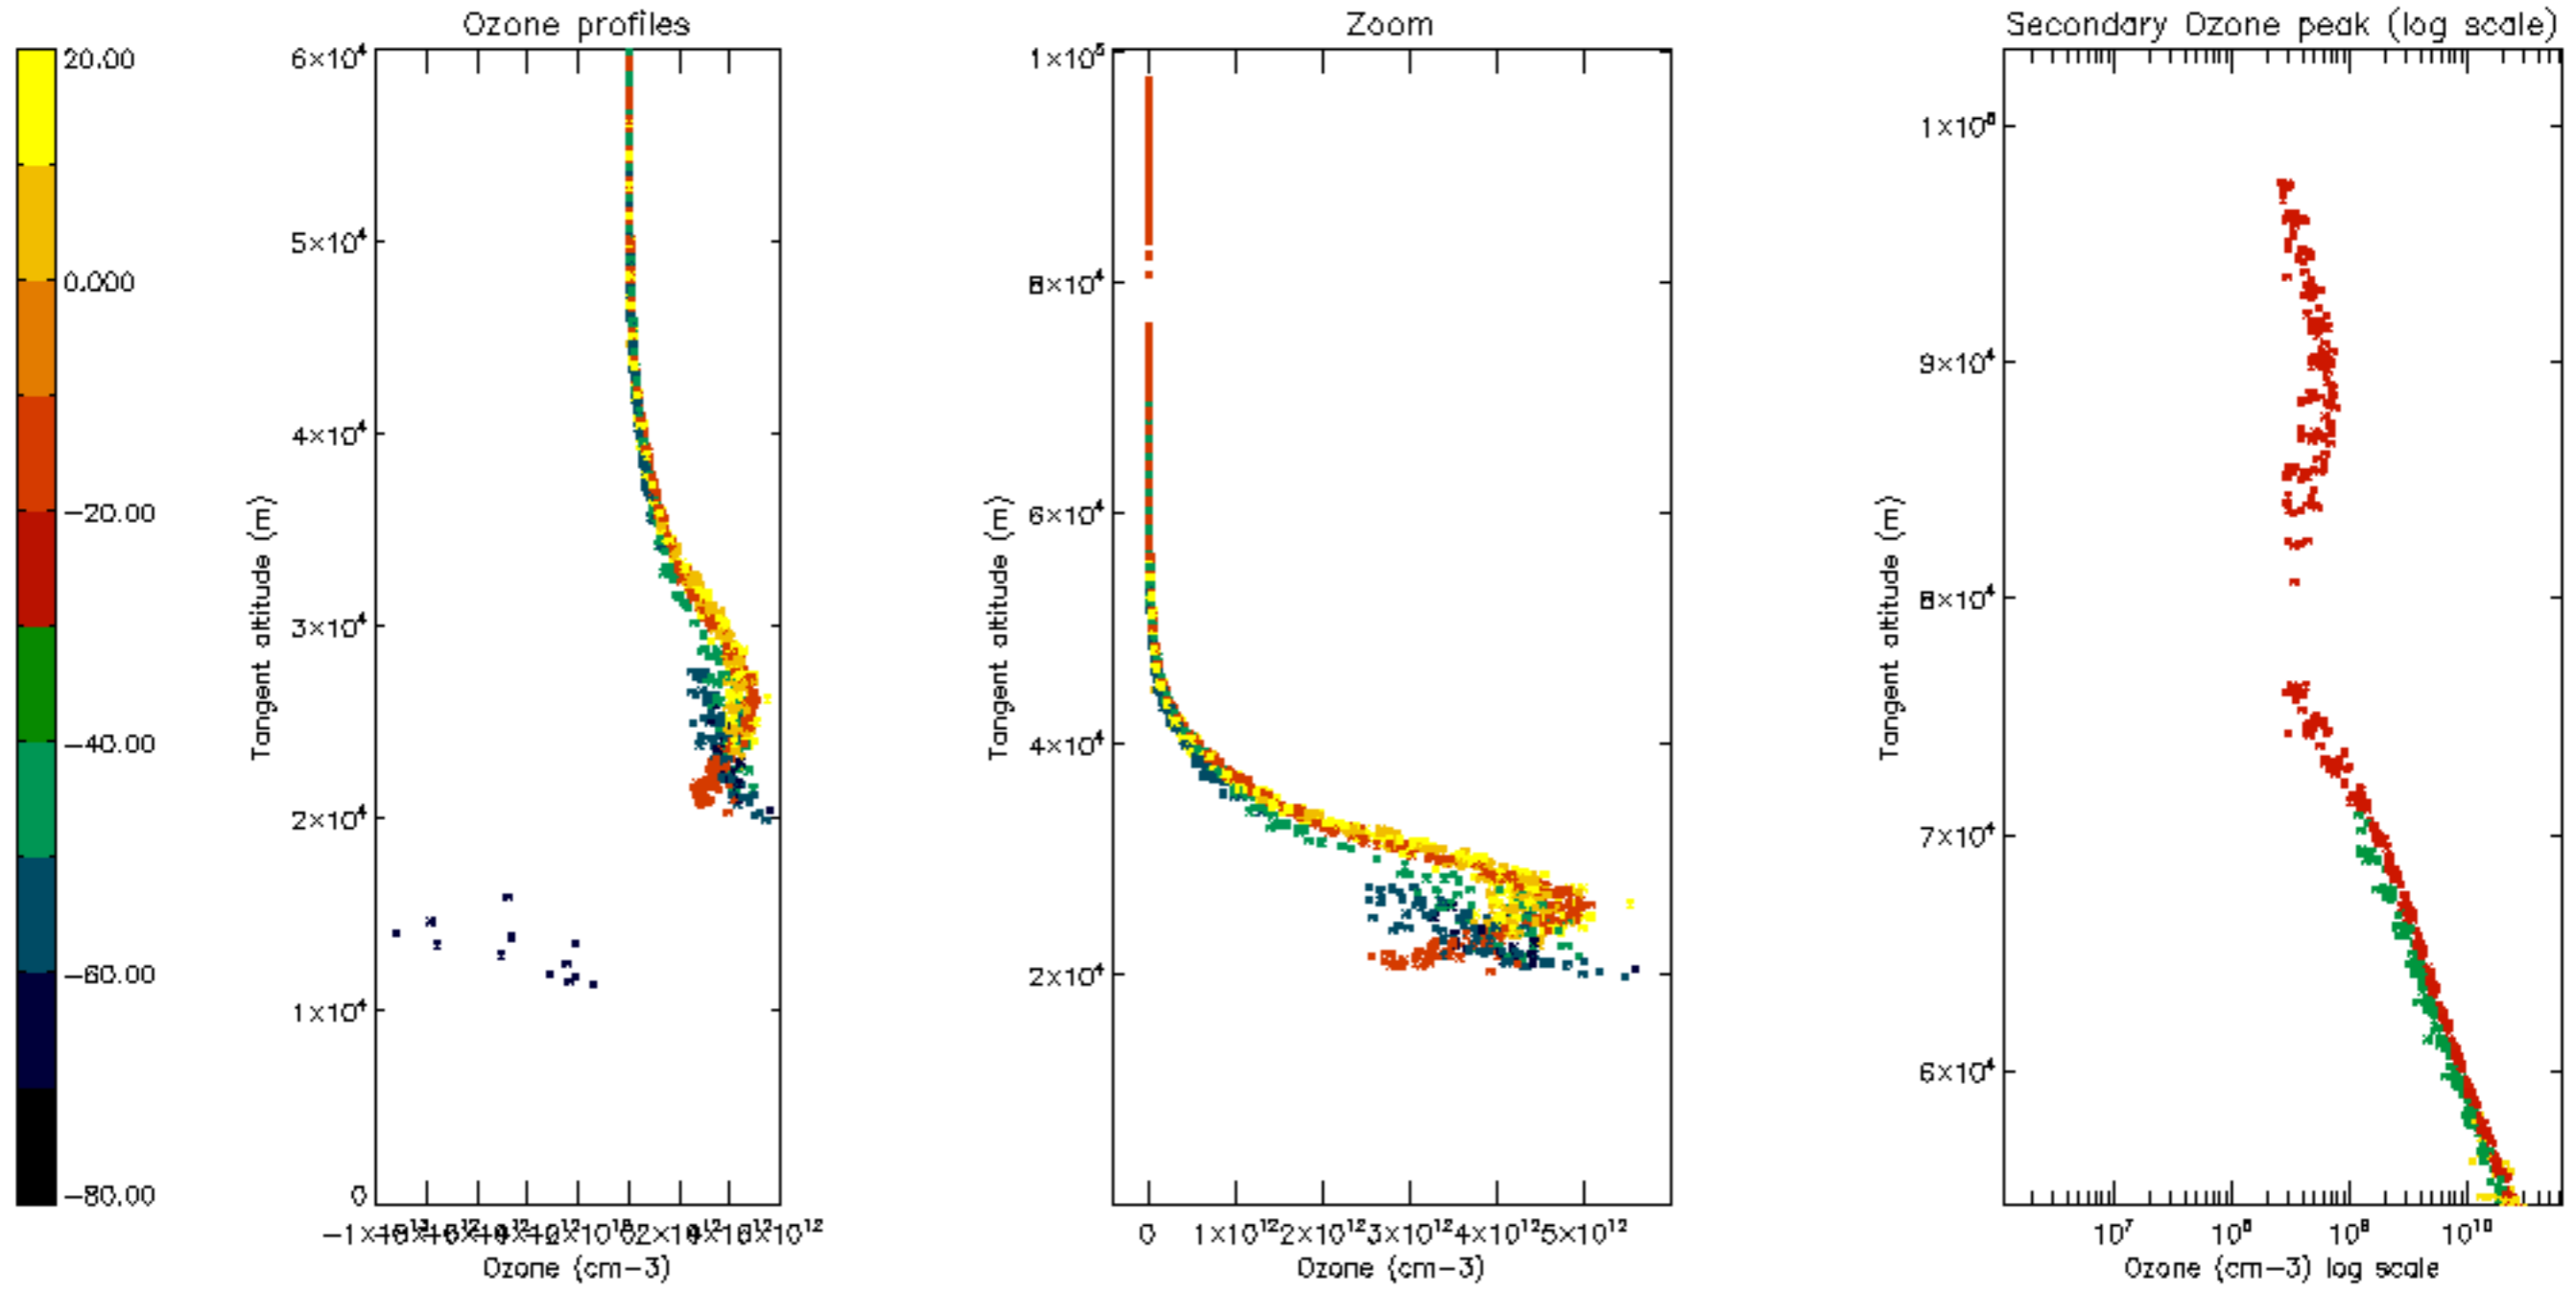 Ozone profiles
Zoom
Secondary Ozone peak (log scale)
20.00
0.000
-20.00
-40.00
-60.00
-80.00
6×10⁴
5×10⁴
4×10⁴
3×10⁴
2×10⁴
1×10⁴
0
Tangent altitude (m)
Ozone (cm-3)
1×10⁵
8×10⁴
6×10⁴
4×10⁴
2×10⁴
Tangent altitude (m)
0 1×10¹² 2×10¹² 3×10¹² 4×10¹² 5×10¹²
Ozone (cm-3)
1×10⁵
9×10⁴
8×10⁴
7×10⁴
6×10⁴
Tangent altitude (m)
10⁷ 10⁸ 10⁹ 10¹⁰
Ozone (cm-3) log scale